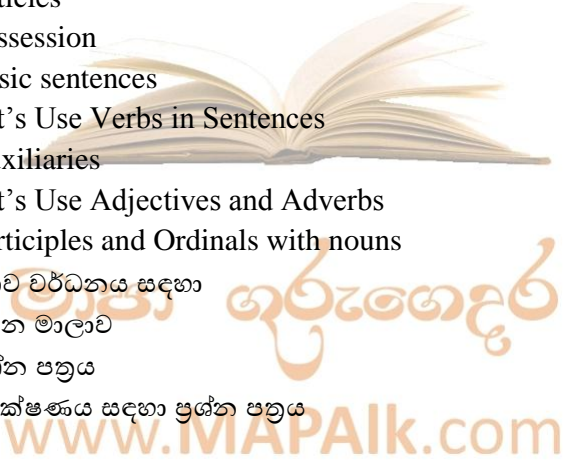 ticles
ssession
sic sentences
t's Use Verbs in Sentences
xiliaries
t's Use Adjectives and Adverbs
rticiples and Ordinals with nouns
ාව වර්ධනය සඳහා
න මාලාව
්න පත්‍රය
ක්ෂණය සඳහා ප්‍රශ්න පත්‍රය
මාපා ගුරුගෙදර
www.MAPAlk.com